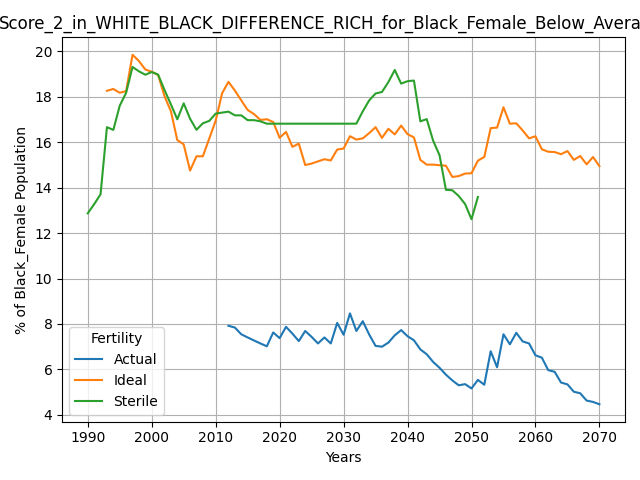 Score_2_in_WHITE_BLACK_DIFFERENCE_RICH_for_Black_Female_Below_Avera
% of Black_Female Population
20
18
16
14
12
10
8
6
4
Fertility
Actual
Ideal
Sterile
1990 2000 2010 2020 2030 2040 2050 2060 2070
Years